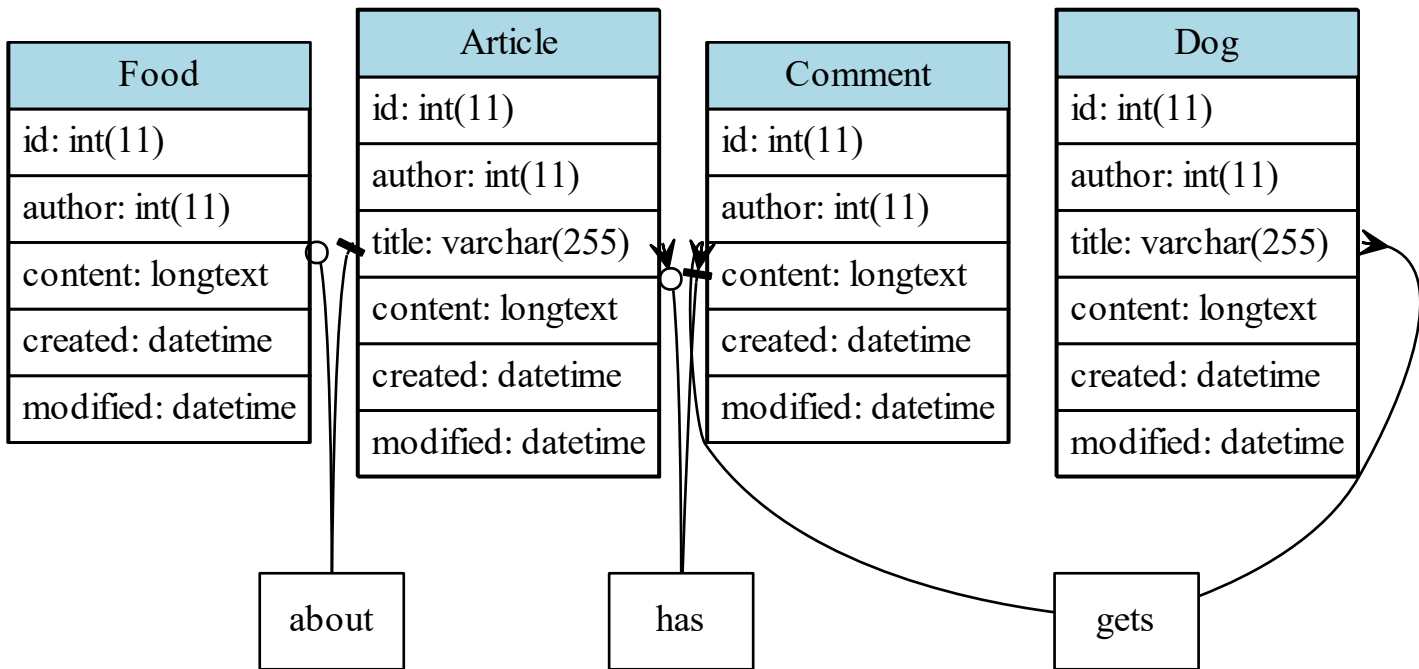 Food
id: int(11)
author: int(11)
content: longtext
created: datetime
modified: datetime
Article
id: int(11)
author: int(11)
title: varchar(255)
content: longtext
created: datetime
modified: datetime
Comment
id: int(11)
author: int(11)
content: longtext
created: datetime
modified: datetime
Dog
id: int(11)
author: int(11)
title: varchar(255)
content: longtext
created: datetime
modified: datetime
about
has
gets